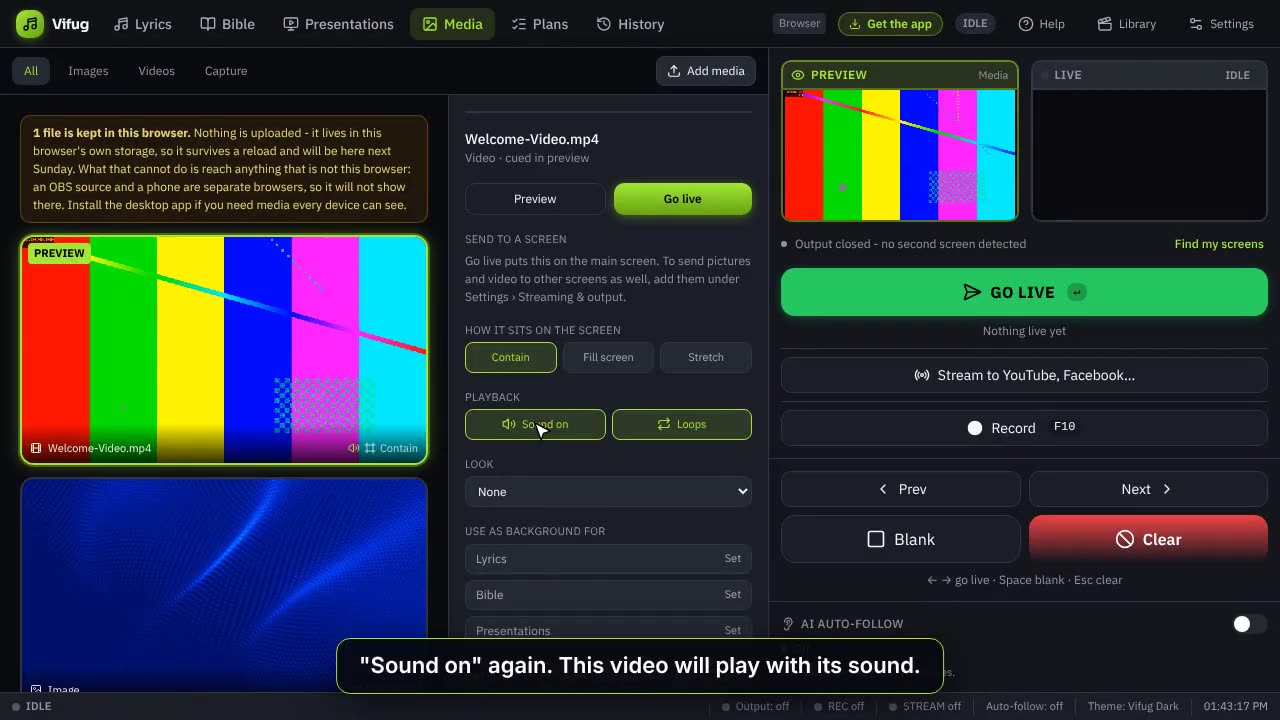 Vifug
Lyrics
Bible
Presentations
Media
Plans
History
Browser
Get the app
IDLE
Help
Library
Settings
All
Images
Videos
Capture
Add media
1 file is kept in this browser. Nothing is uploaded - it lives in this
browser's own storage, so it survives a reload and will be here next
Sunday. What that cannot do is reach anything that is not this browser:
an OBS source and a phone are separate browsers, so it will not show
there. Install the desktop app if you need media every device can see.
PREVIEW
Welcome-Video.mp4
Contain
Image
Welcome-Video.mp4
Video · cued in preview
Preview
Go live
SEND TO A SCREEN
Go live puts this on the main screen. To send pictures
and video to other screens as well, add them under
Settings › Streaming & output.
HOW IT SITS ON THE SCREEN
Contain
Fill screen
Stretch
PLAYBACK
Sound on
Loops
LOOK
None
USE AS BACKGROUND FOR
Lyrics
Set
Bible
Set
Presentations
Set
PREVIEW
Media
LIVE
IDLE
Output closed - no second screen detected
Find my screens
GO LIVE
Nothing live yet
Stream to YouTube, Facebook...
Record
F10
Prev
Next
Blank
Clear
← → go live · Space blank · Esc clear
AI AUTO-FOLLOW
"Sound on" again. This video will play with its sound.
IDLE
Output: off
REC off
STREAM off
Auto-follow: off
Theme: Vifug Dark
01:43:17 PM